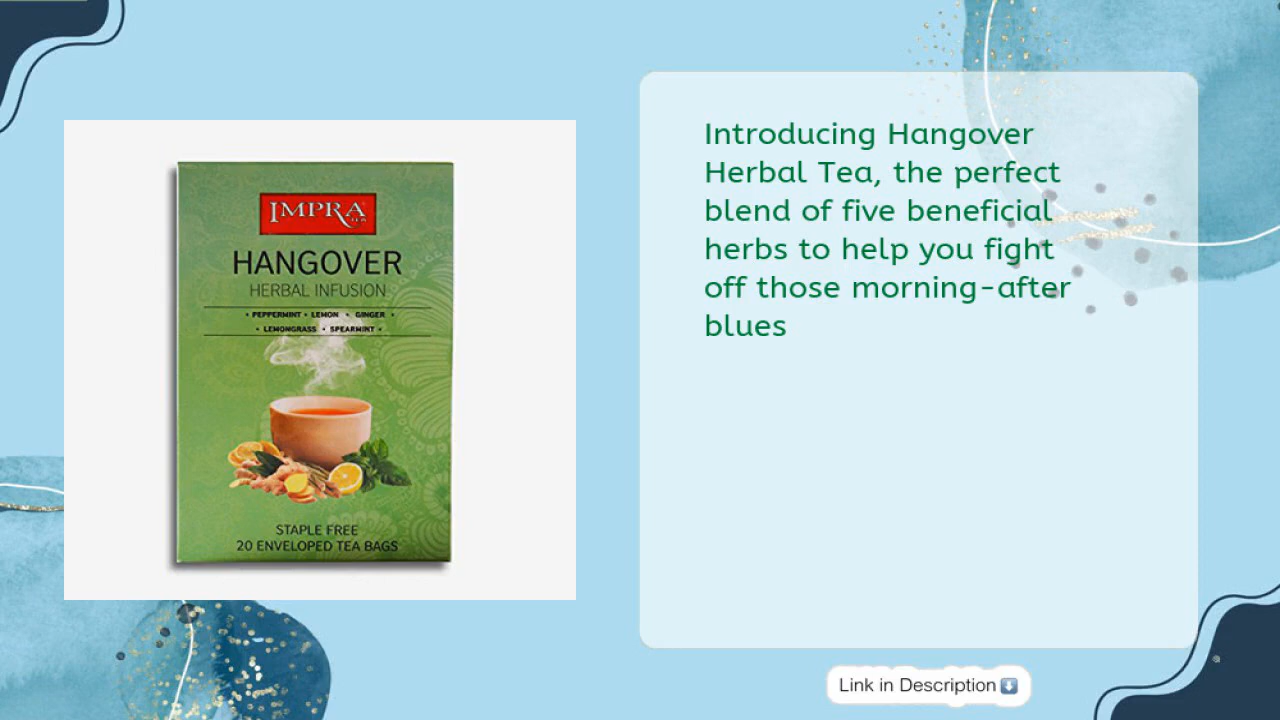 IMPRA
HANGOVER
HERBAL INFUSION
• PEPPERMINT • LEMON • GINGER •
• LEMONGRASS • SPEARMINT •
STAPLE FREE
20 ENVELOPED TEA BAGS
Introducing Hangover
Herbal Tea, the perfect
blend of five beneficial
herbs to help you fight
off those morning-after
blues
Link in Description